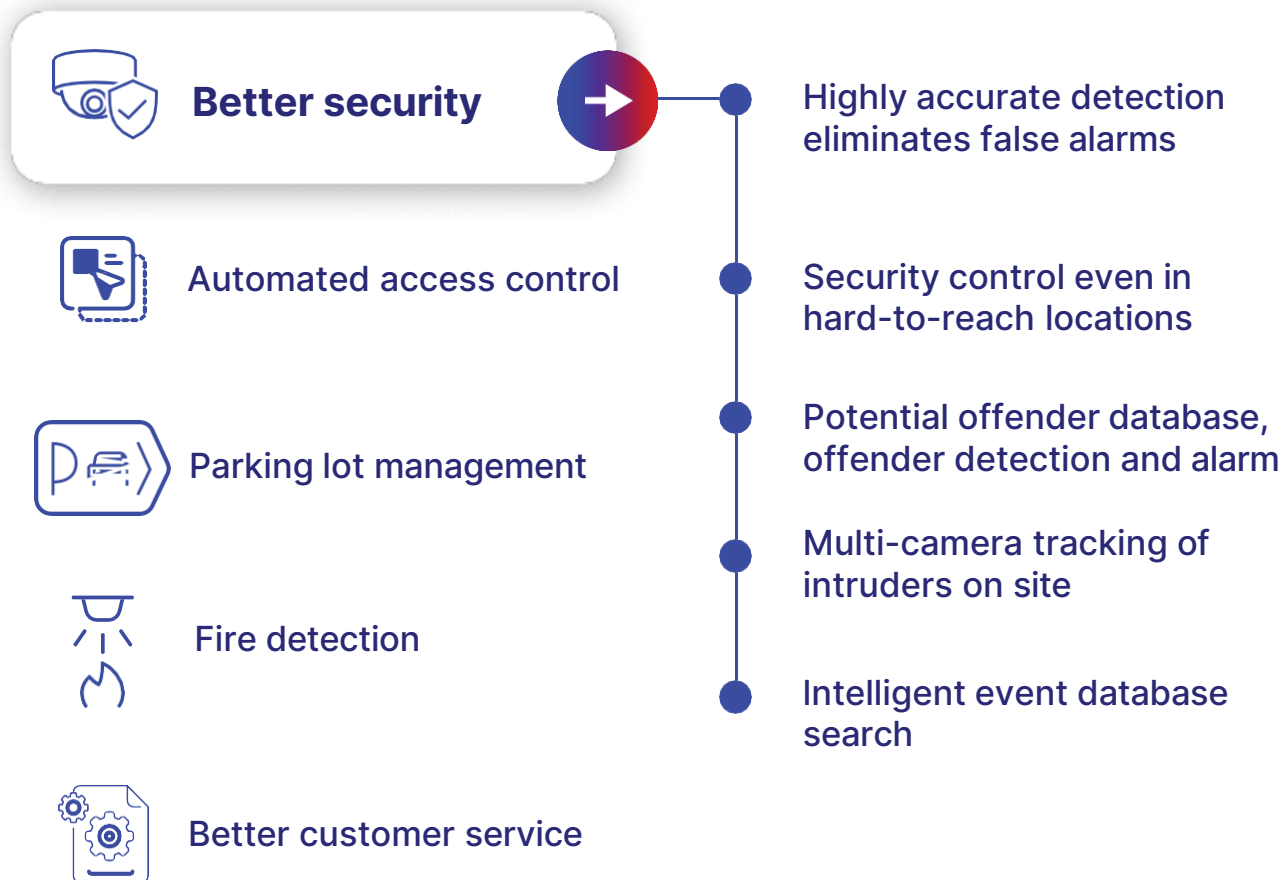 Better security
Automated access control
Parking lot management
Fire detection
Better customer service
Highly accurate detection
eliminates false alarms
Security control even in
hard-to-reach locations
Potential offender database,
offender detection and alarm
Multi-camera tracking of
intruders on site
Intelligent event database
search